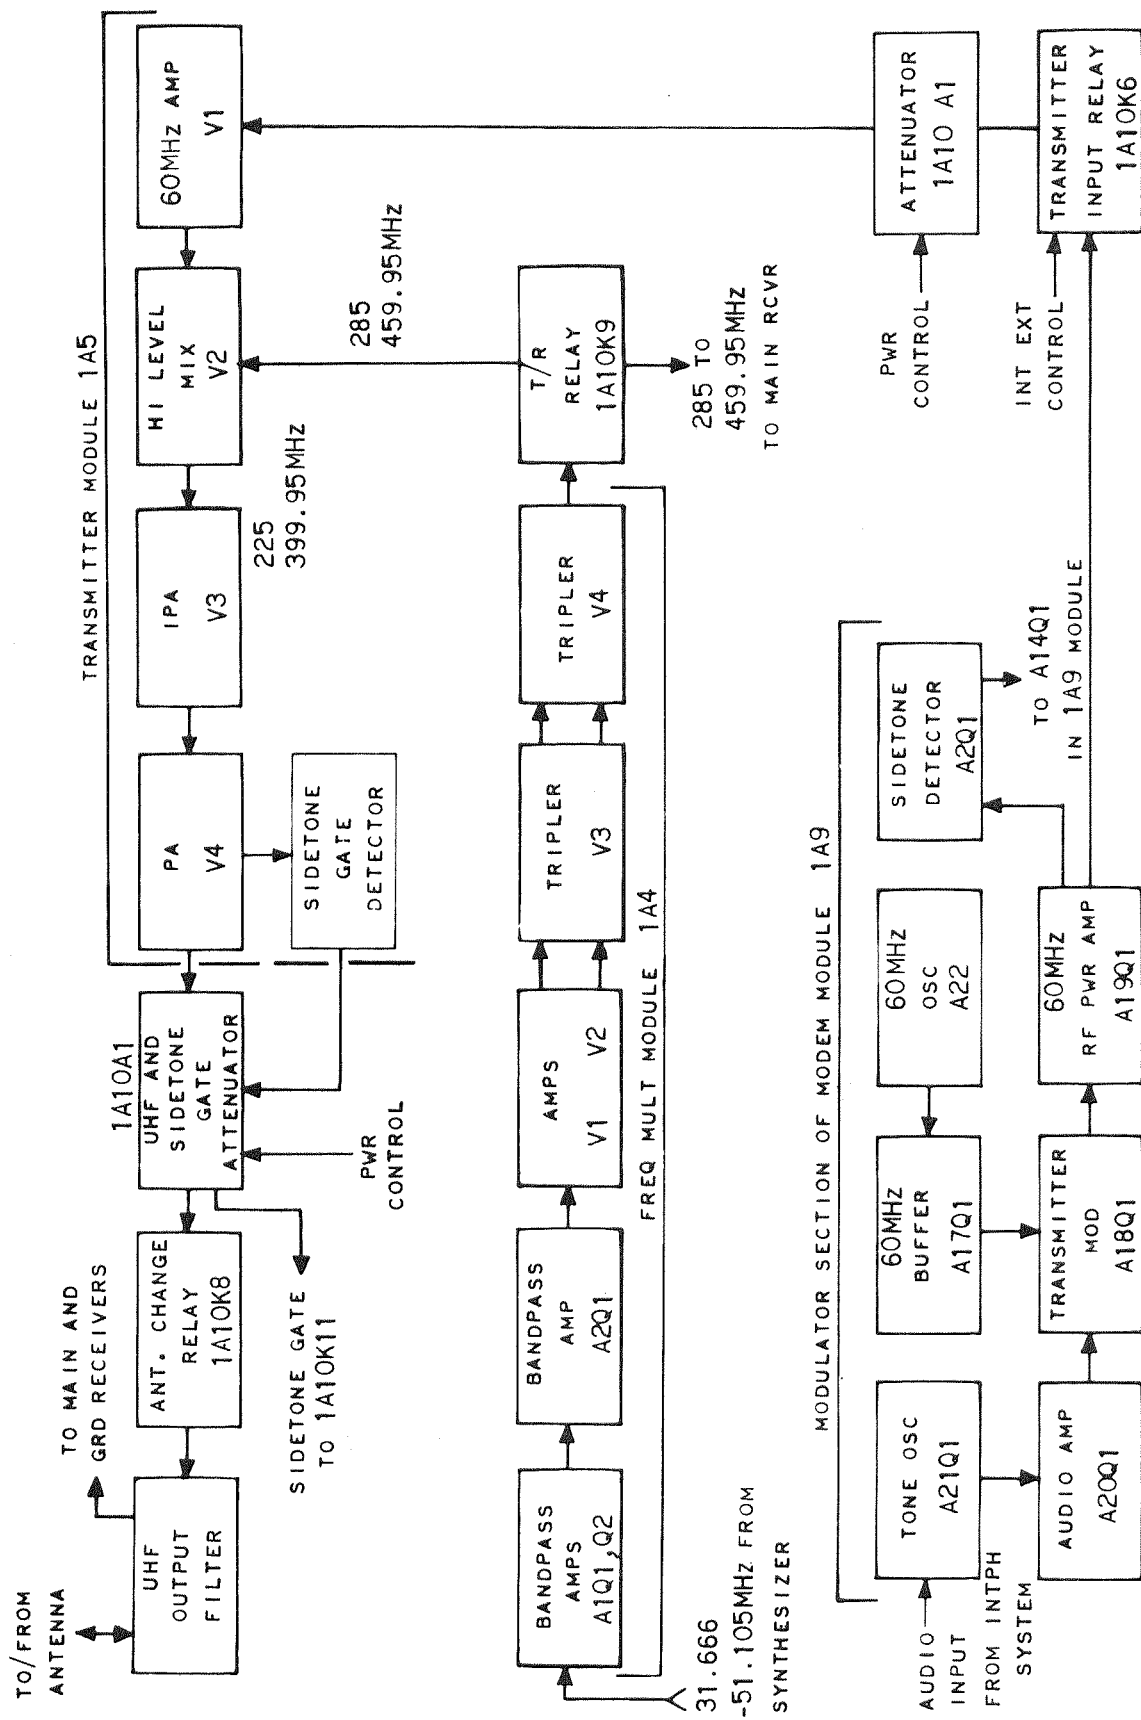 TO/FROM
ANTENNA
UHF
OUTPUT
FILTER
TO MAIN AND
GRD RECEIVERS
ANT. CHANGE
RELAY
1A10K8
1A10A1
UHF AND
SIDETONE
GATE
ATTENUATOR
SIDETONE GATE
TO 1A10K11
PWR
CONTROL
TRANSMITTER MODULE 1A5
PA
V4
SIDETONE
GATE
DETECTOR
IPA
V3
225
399.95MHz
HI LEVEL
MIX
V2
60MHz AMP
V1
285
459.95MHz
31.666
-51.105MHz FROM
SYNTHESIZER
BANDPASS
AMPS
A1Q1,Q2
BANDPASS
AMP
A2Q1
AMPS
V1 V2
TRIPLER
V3
TRIPLER
V4
FREQ MULT MODULE 1A4
T/R
RELAY
1A10K9
285 TO
459.95MHz
TO MAIN RCVR
MODULATOR SECTION OF MODEM MODULE 1A9
AUDIO
INPUT
FROM INTPH
SYSTEM
TONE OSC
A21Q1
AUDIO AMP
A20Q1
60MHz
BUFFER
A17Q1
TRANSMITTER
MOD
A18Q1
60MHz
OSC
A22
60MHz
RF PWR AMP
A19Q1
SIDETONE
DETECTOR
A2Q1
TO A14Q1
IN 1A9 MODULE
PWR
CONTROL
ATTENUATOR
1A10 A1
INT EXT
CONTROL
TRANSMITTER
INPUT RELAY
1A10K6